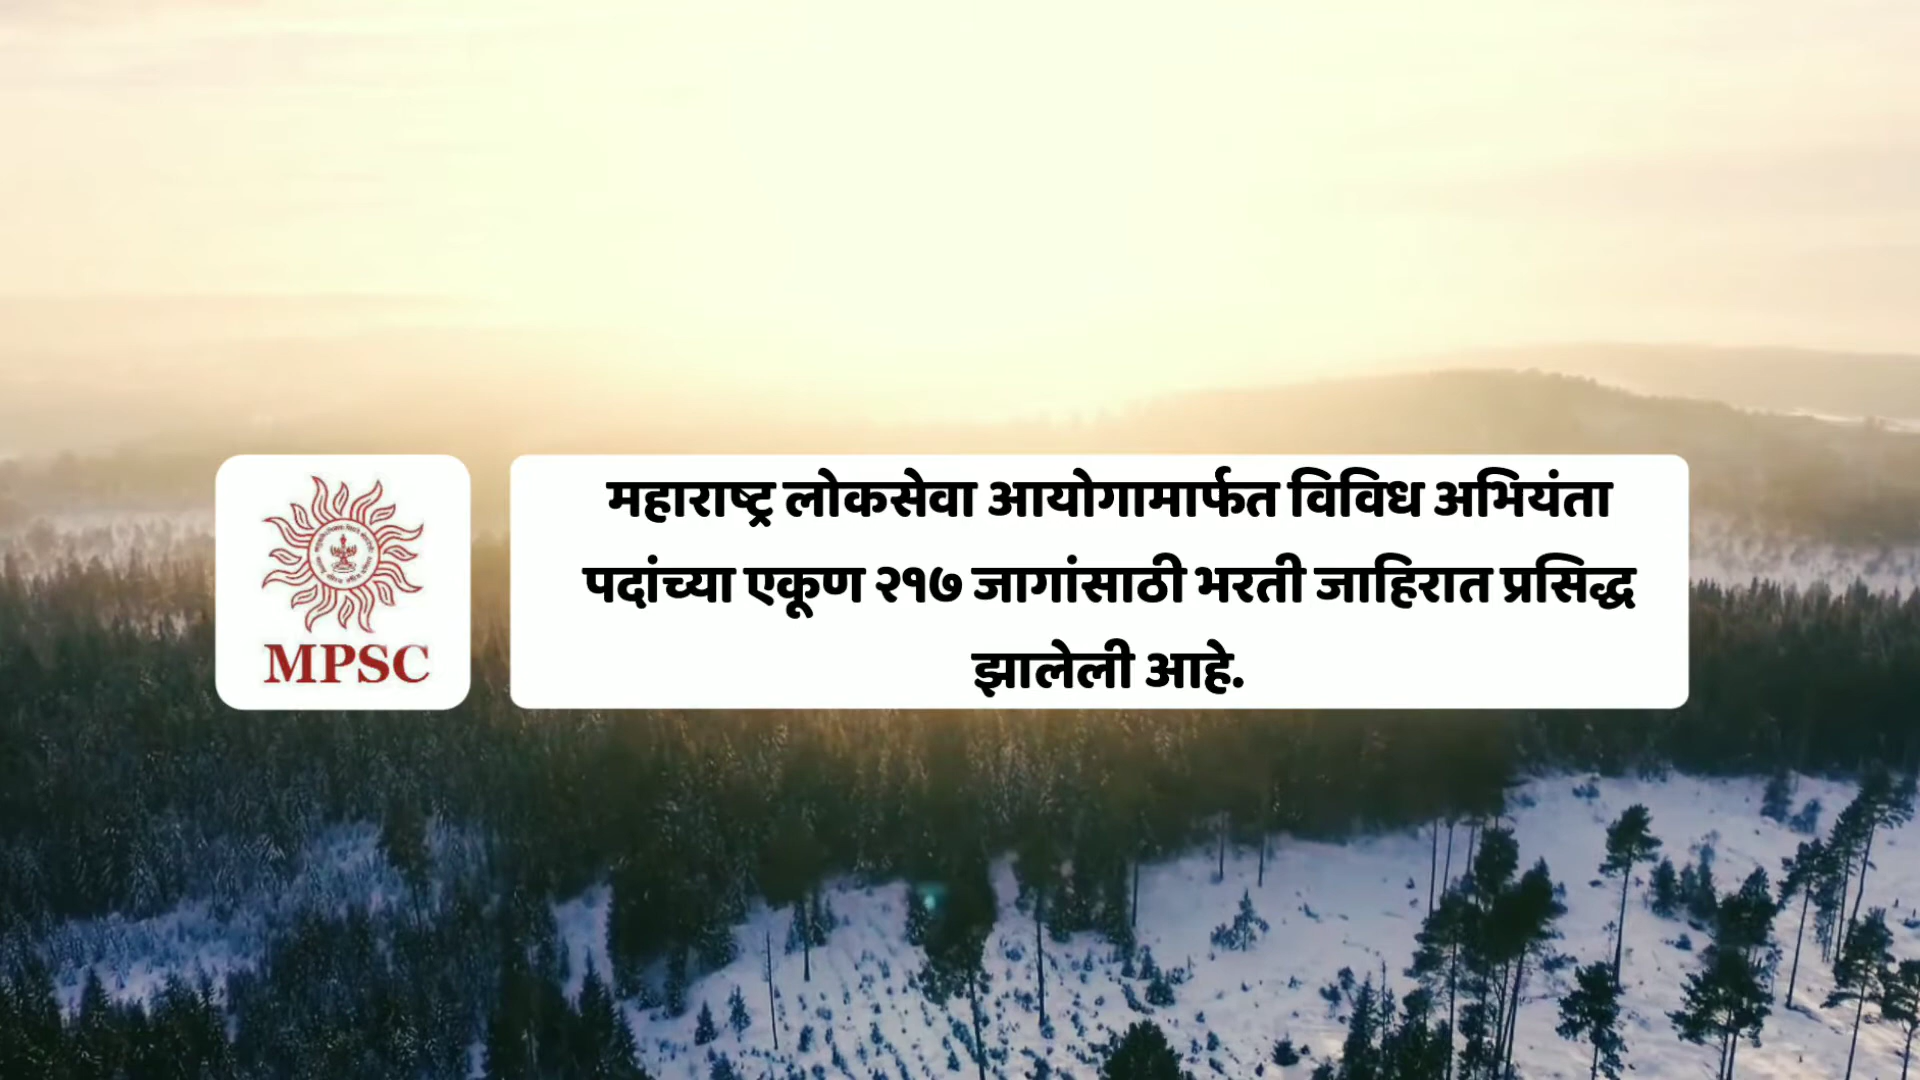 MPSC
महाराष्ट्र लोकसेवा आयोगामार्फत विविध अभियंता
पदांच्या एकूण २१७ जागांसाठी भरती जाहिरात प्रसिद्ध
झालेली आहे.